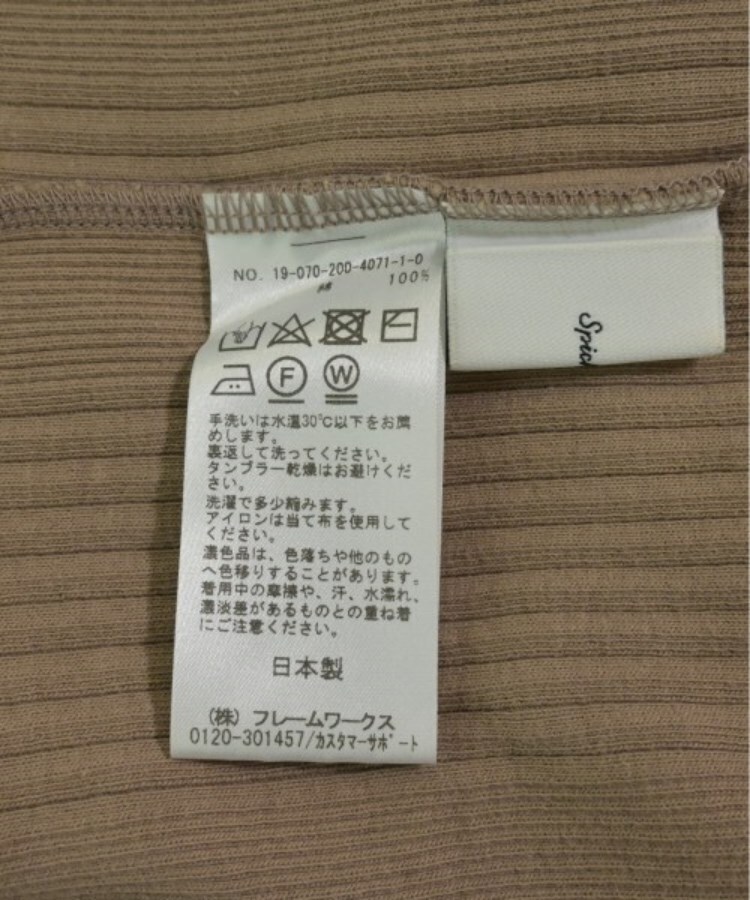 NO. 19-070-200-4071-1-0
綿 100%
F W
手洗いは水温30℃以下をお薦
めします。
裏返して洗ってください。
タンブラー乾燥はお避けくだ
さい。
洗濯で多少縮みます。
アイロンは当て布を使用して
ください。
濃色品は、色落ちや他のもの
へ色移りすることがあります。
着用中の摩擦や、汗、水濡れ、
濃淡差があるものとの重ね着
にご注意ください。
日本製
(株) フレームワークス
0120-301457/カスタマーサポート
Spic